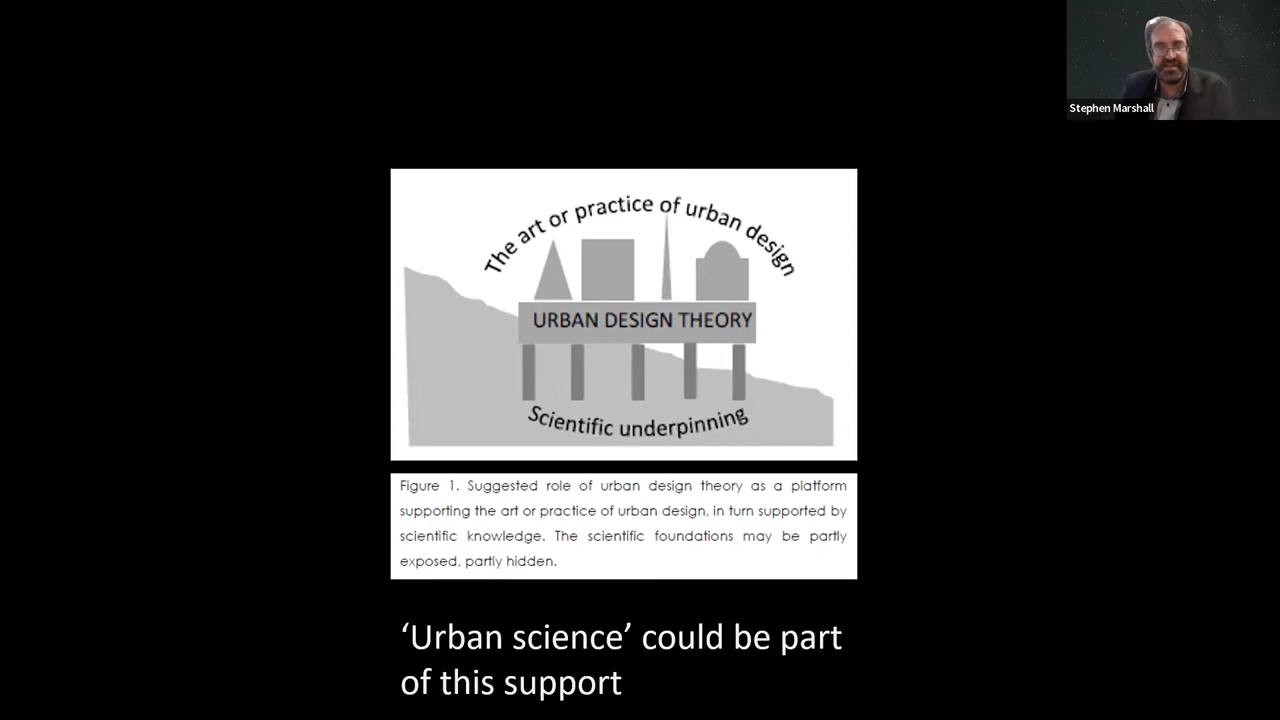 Stephen Marshall
The art or practice of urban design
URBAN DESIGN THEORY
Scientific underpinning
Figure 1. Suggested role of urban design theory as a platform
supporting the art or practice of urban design, in turn supported by
scientific knowledge. The scientific foundations may be partly
exposed, partly hidden.
‘Urban science’ could be part
of this support